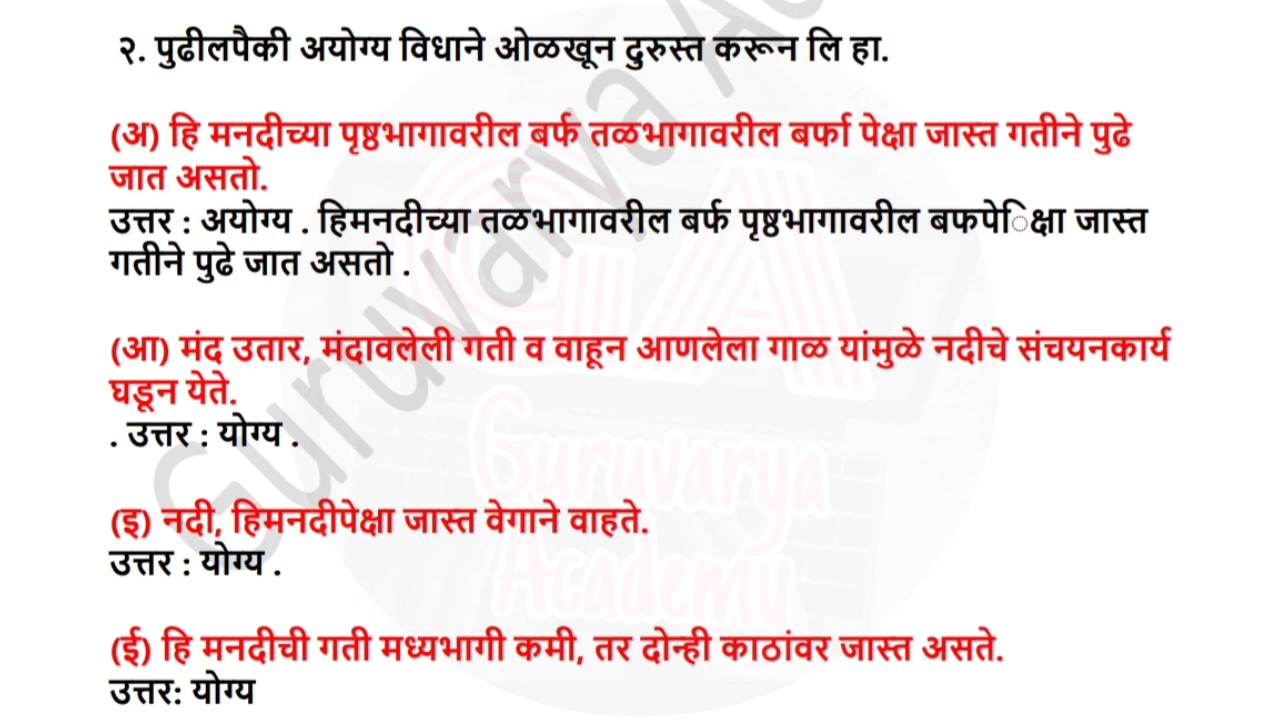 २. पुढीलपैकी अयोग्य विधाने ओळखून दुरुस्त करून लि हा.
(अ) हि मनदीच्या पृष्ठभागावरील बर्फ तळभागावरील बर्फा पेक्षा जास्त गतीने पुढे
जात असतो.
उत्तर : अयोग्य . हिमनदीच्या तळभागावरील बर्फ पृष्ठभागावरील बफपेिक्षा जास्त
गतीने पुढे जात असतो .
(आ) मंद उतार, मंदावलेली गती व वाहून आणलेला गाळ यांमुळे नदीचे संचयनकार्य
घडून येते.
. उत्तर : योग्य .
(इ) नदी, हिमनदीपेक्षा जास्त वेगाने वाहते.
उत्तर : योग्य .
(ई) हि मनदीची गती मध्यभागी कमी, तर दोन्ही काठांवर जास्त असते.
उत्तर: योग्य
GA
Guruvarya
Academy
Guruvarya A